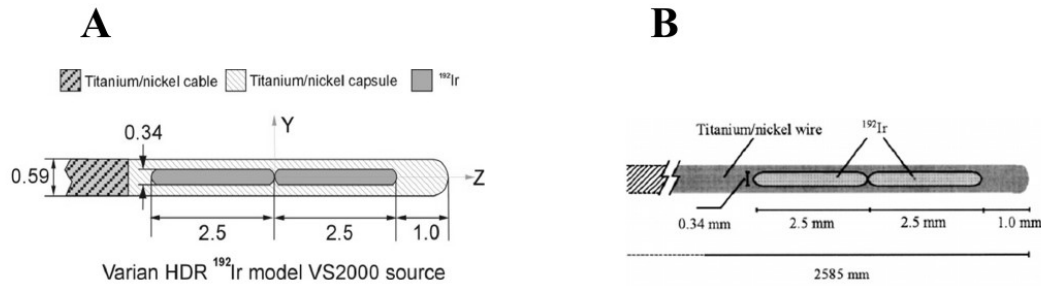 A
B
Titanium/nickel cable Titanium/nickel capsule ¹⁹²Ir
0.34
Y
0.59
Z
2.5 2.5 1.0
Varian HDR ¹⁹²Ir model VS2000 source
Titanium/nickel wire ¹⁹²Ir
0.34 mm 2.5 mm 2.5 mm 1.0 mm
2585 mm